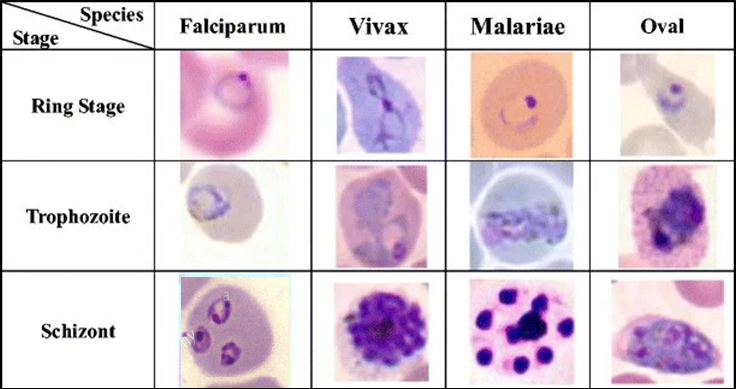 Species
Stage
Falciparum
Vivax
Malariae
Oval
Ring Stage
Trophozoite
Schizont